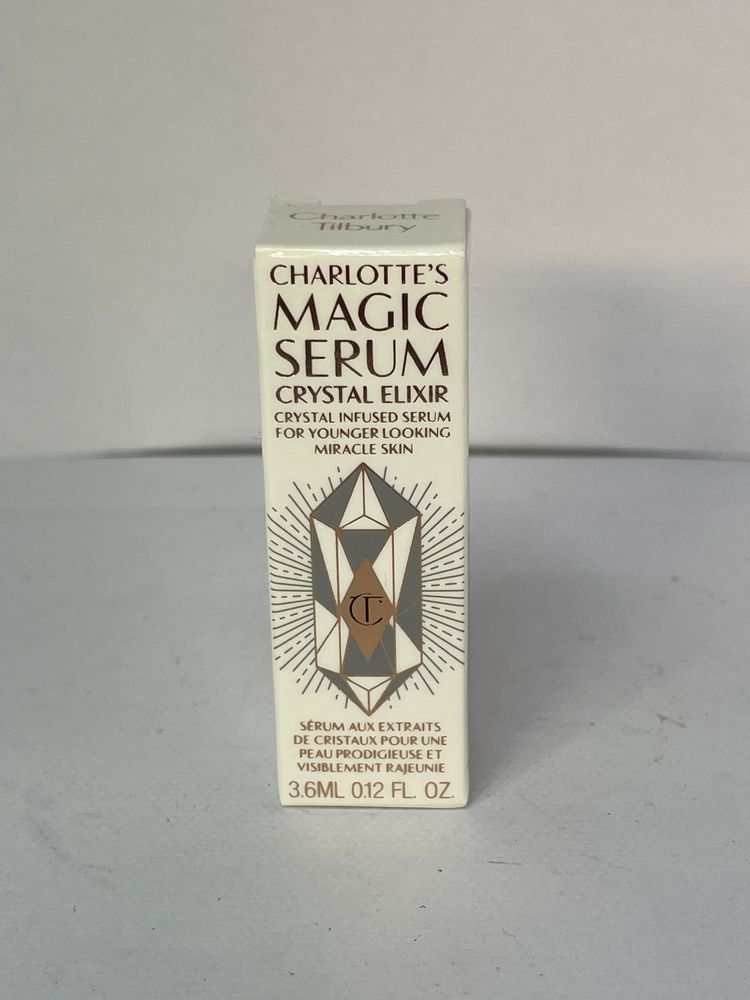 Charlotte
Tilbury
CHARLOTTE'S
MAGIC
SERUM
CRYSTAL ELIXIR
CRYSTAL INFUSED SERUM
FOR YOUNGER LOOKING
MIRACLE SKIN
CT
SÉRUM AUX EXTRAITS
DE CRISTAUX POUR UNE
PEAU PRODIGIEUSE ET
VISIBLEMENT RAJEUNIE
3.6ML 0.12 FL. OZ.